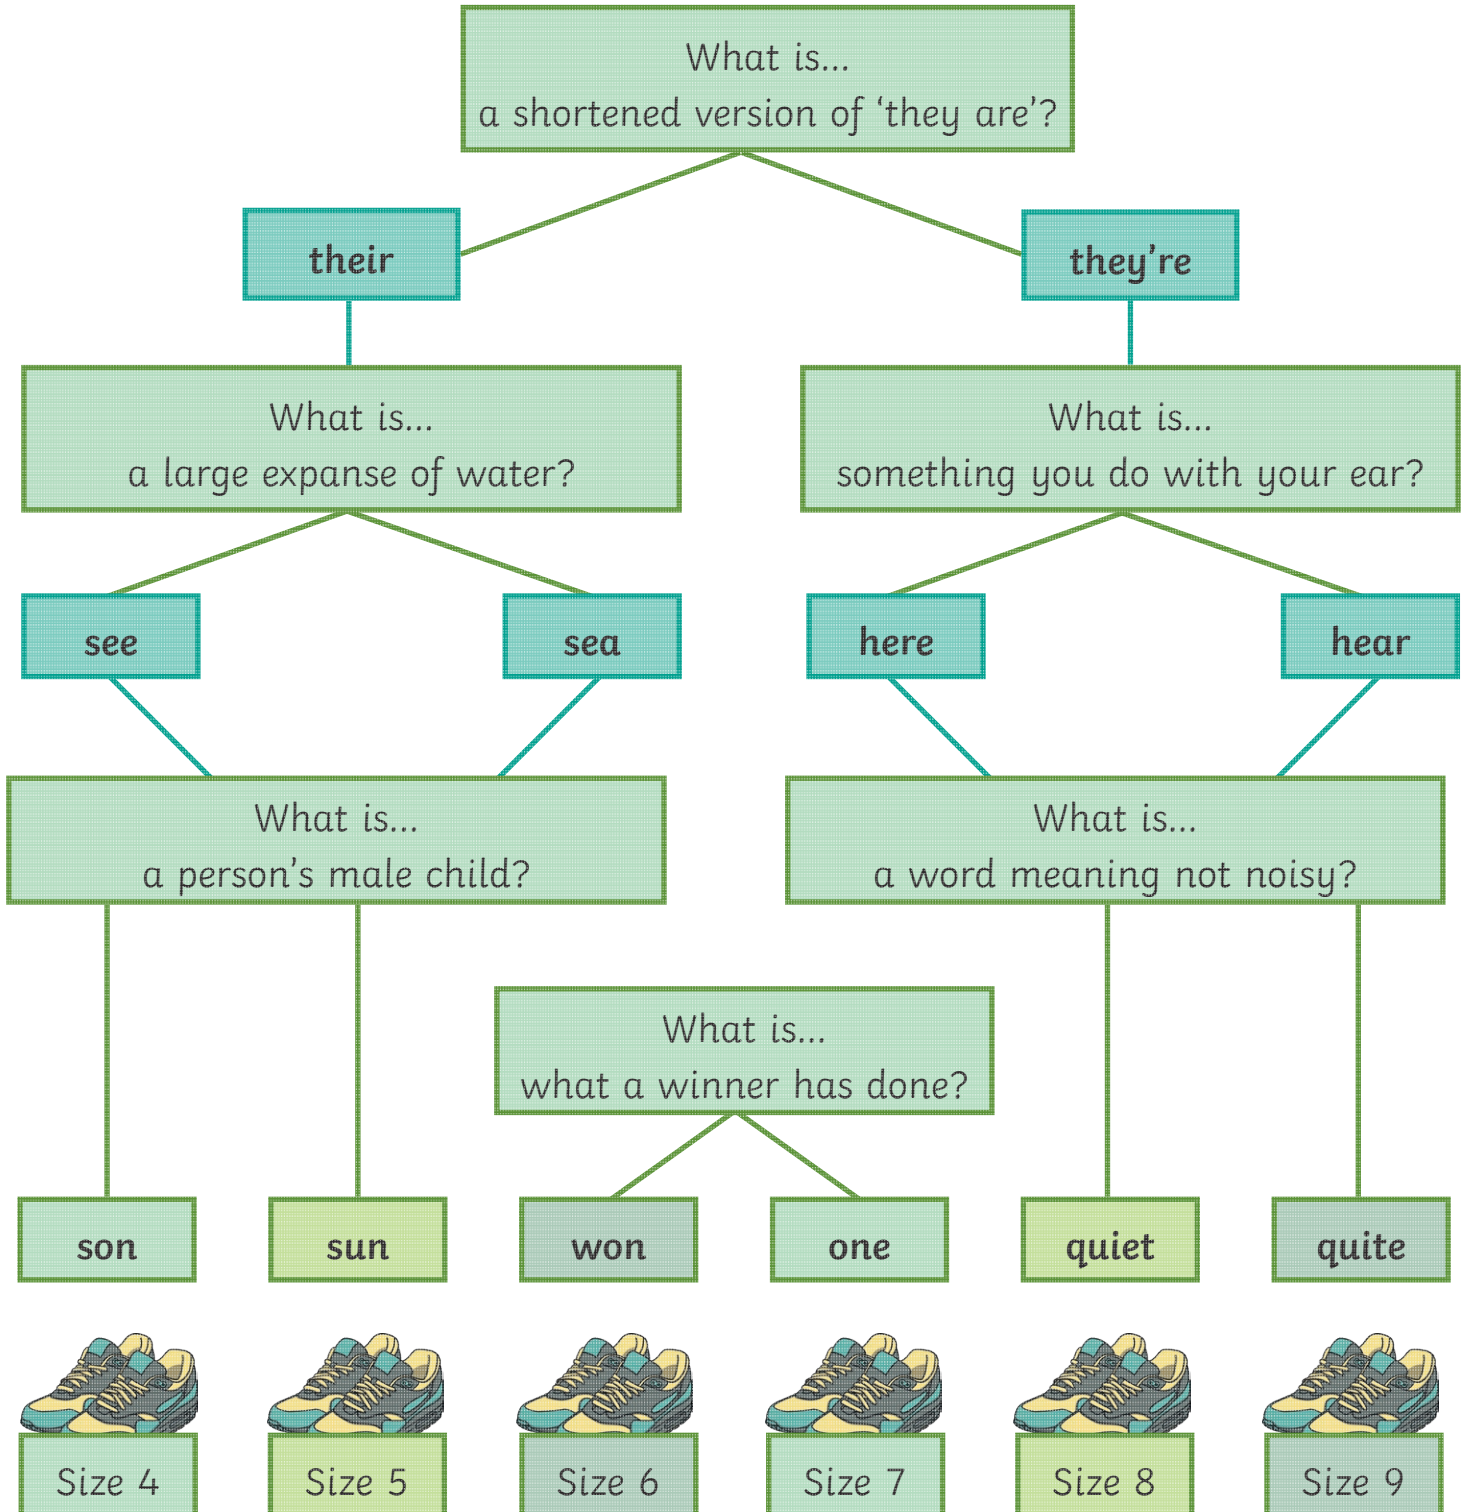 What is...
a shortened version of ‘they are’?
their
they’re
What is...
a large expanse of water?
What is...
something you do with your ear?
see
sea
here
hear
What is...
a person’s male child?
What is...
a word meaning not noisy?
What is...
what a winner has done?
son
sun
won
one
quiet
quite
Size 4
Size 5
Size 6
Size 7
Size 8
Size 9